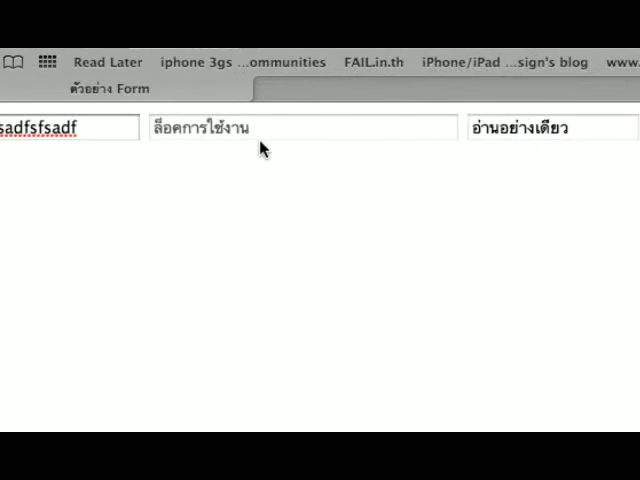 Read Later iphone 3gs ...ommunities FAIL.in.th iPhone/iPad ...sign's blog www.
ตัวอย่าง Form
sadfsfsadf ล็อคการใช้งาน อ่านอย่างเดียว